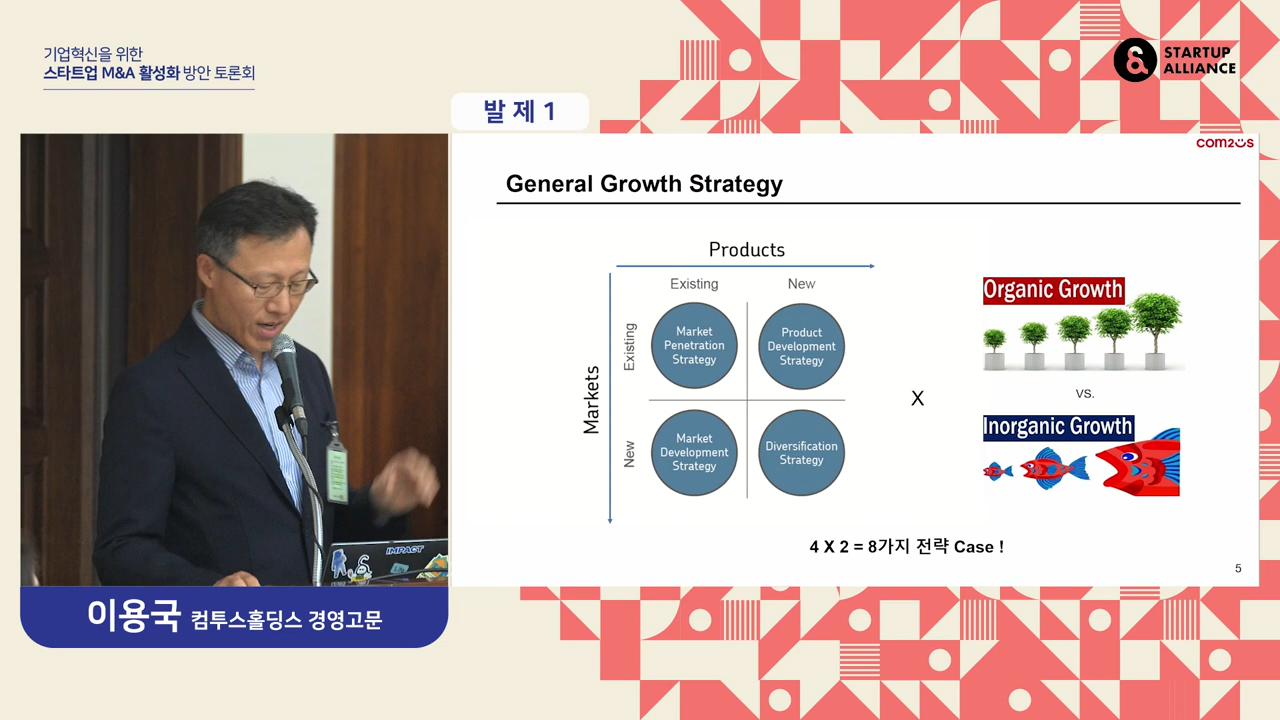 기업혁신을 위한
스타트업 M&A 활성화 방안 토론회
STARTUP
ALLIANCE
발 제 1
com2us
General Growth Strategy
Products
Existing
New
Markets
Existing
New
Market
Penetration
Strategy
Product
Development
Strategy
Market
Development
Strategy
Diversification
Strategy
X
Organic Growth
vs.
Inorganic Growth
4 X 2 = 8가지 전략 Case !
5
IMPACT
이용국 컴투스홀딩스 경영고문